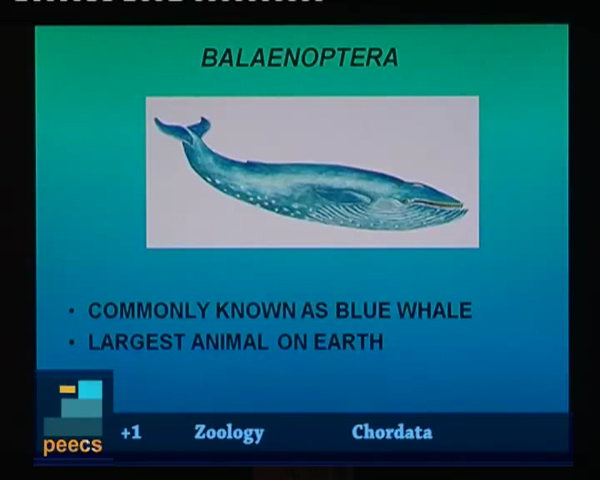 BALAENOPTERA
• COMMONLY KNOWN AS BLUE WHALE
• LARGEST ANIMAL ON EARTH
peecs
+1 Zoology Chordata